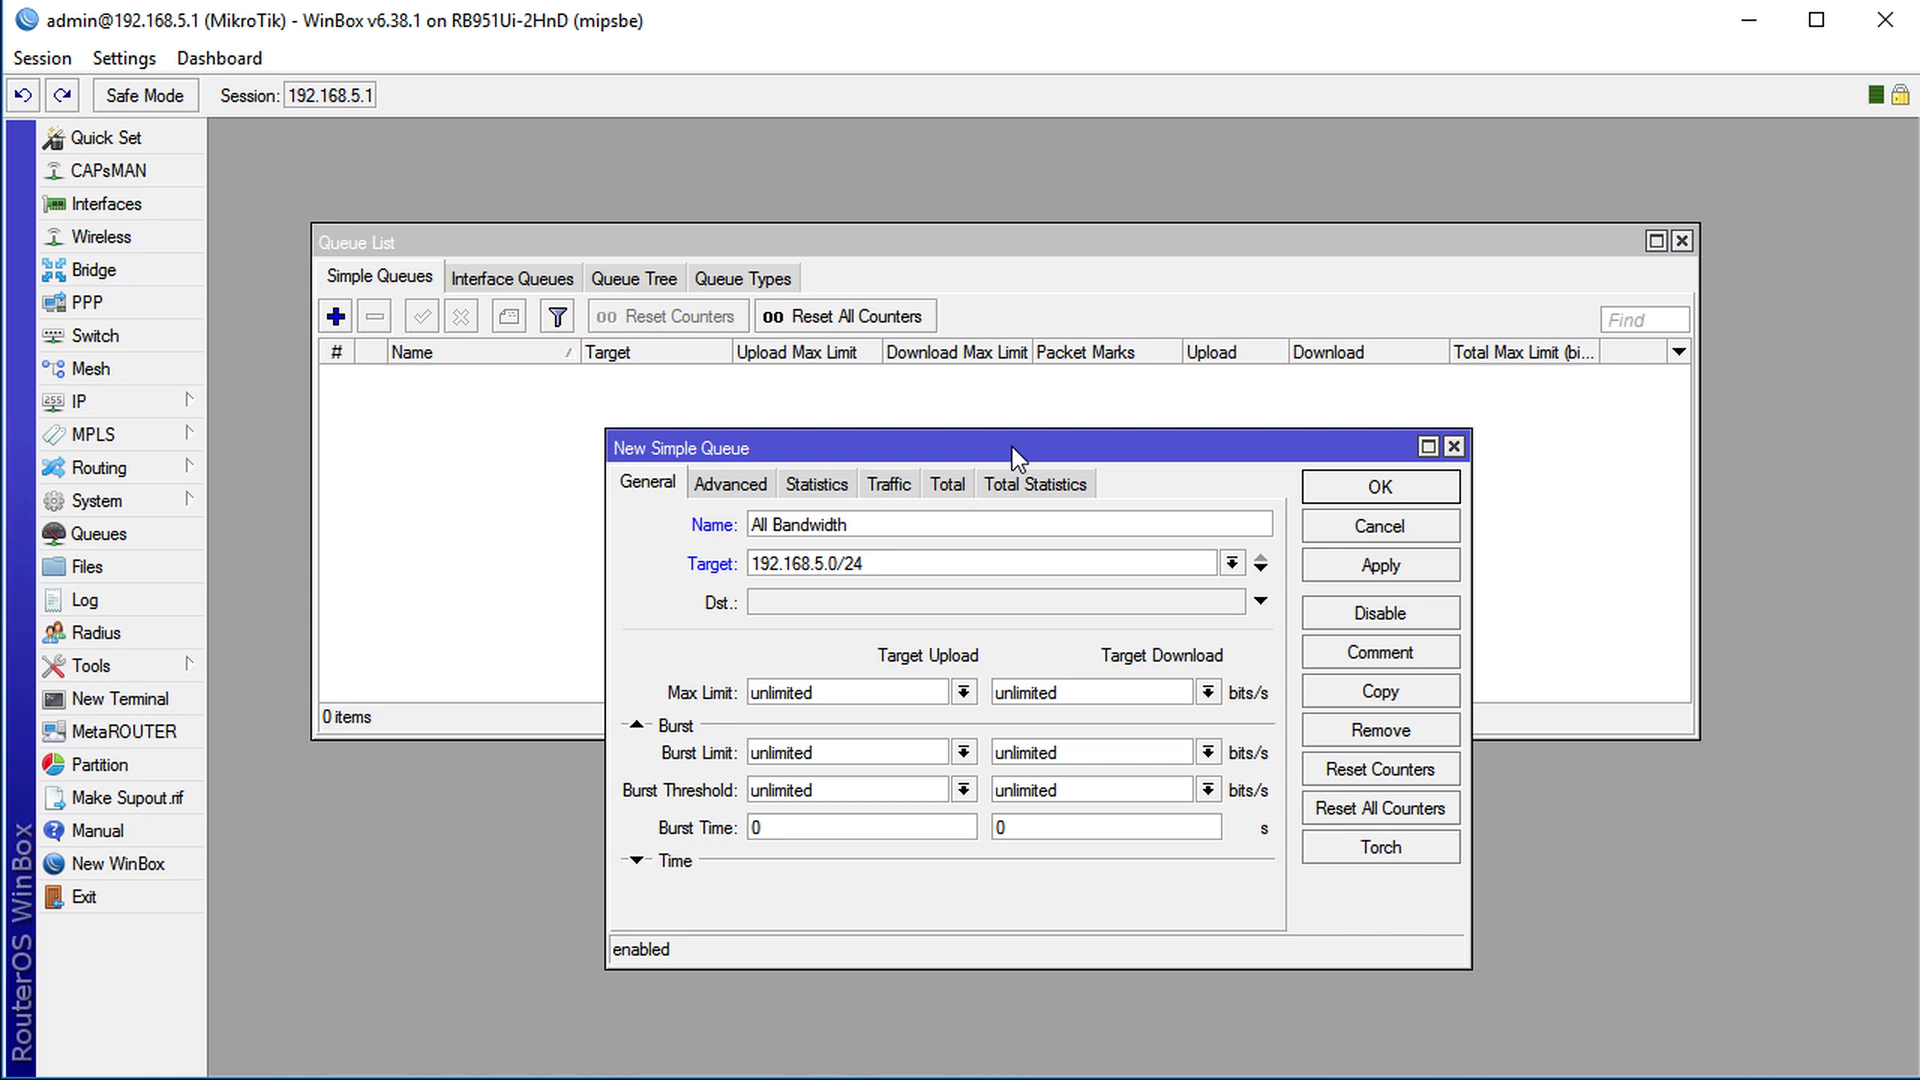 admin@192.168.5.1 (MikroTik) - WinBox v6.38.1 on RB951Ui-2HnD (mipsbe)
Session Settings Dashboard
Safe Mode Session: 192.168.5.1
Quick Set
CAPsMAN
Interfaces
Wireless
Bridge
PPP
Switch
Mesh
IP
MPLS
Routing
System
Queues
Files
Log
Radius
Tools
New Terminal
MetaROUTER
Partition
Make Supout.rif
Manual
New WinBox
Exit
RouterOS WinBox
Queue List
Simple Queues Interface Queues Queue Tree Queue Types
00 Reset Counters 00 Reset All Counters Find
# Name Target Upload Max Limit Download Max Limit Packet Marks Upload Download Total Max Limit (bi...
0 items
New Simple Queue
General Advanced Statistics Traffic Total Total Statistics
Name: All Bandwidth
Target: 192.168.5.0/24
Dst.:
Target Upload Target Download
Max Limit: unlimited unlimited bits/s
Burst
Burst Limit: unlimited unlimited bits/s
Burst Threshold: unlimited unlimited bits/s
Burst Time: 0 0 s
Time
OK
Cancel
Apply
Disable
Comment
Copy
Remove
Reset Counters
Reset All Counters
Torch
enabled